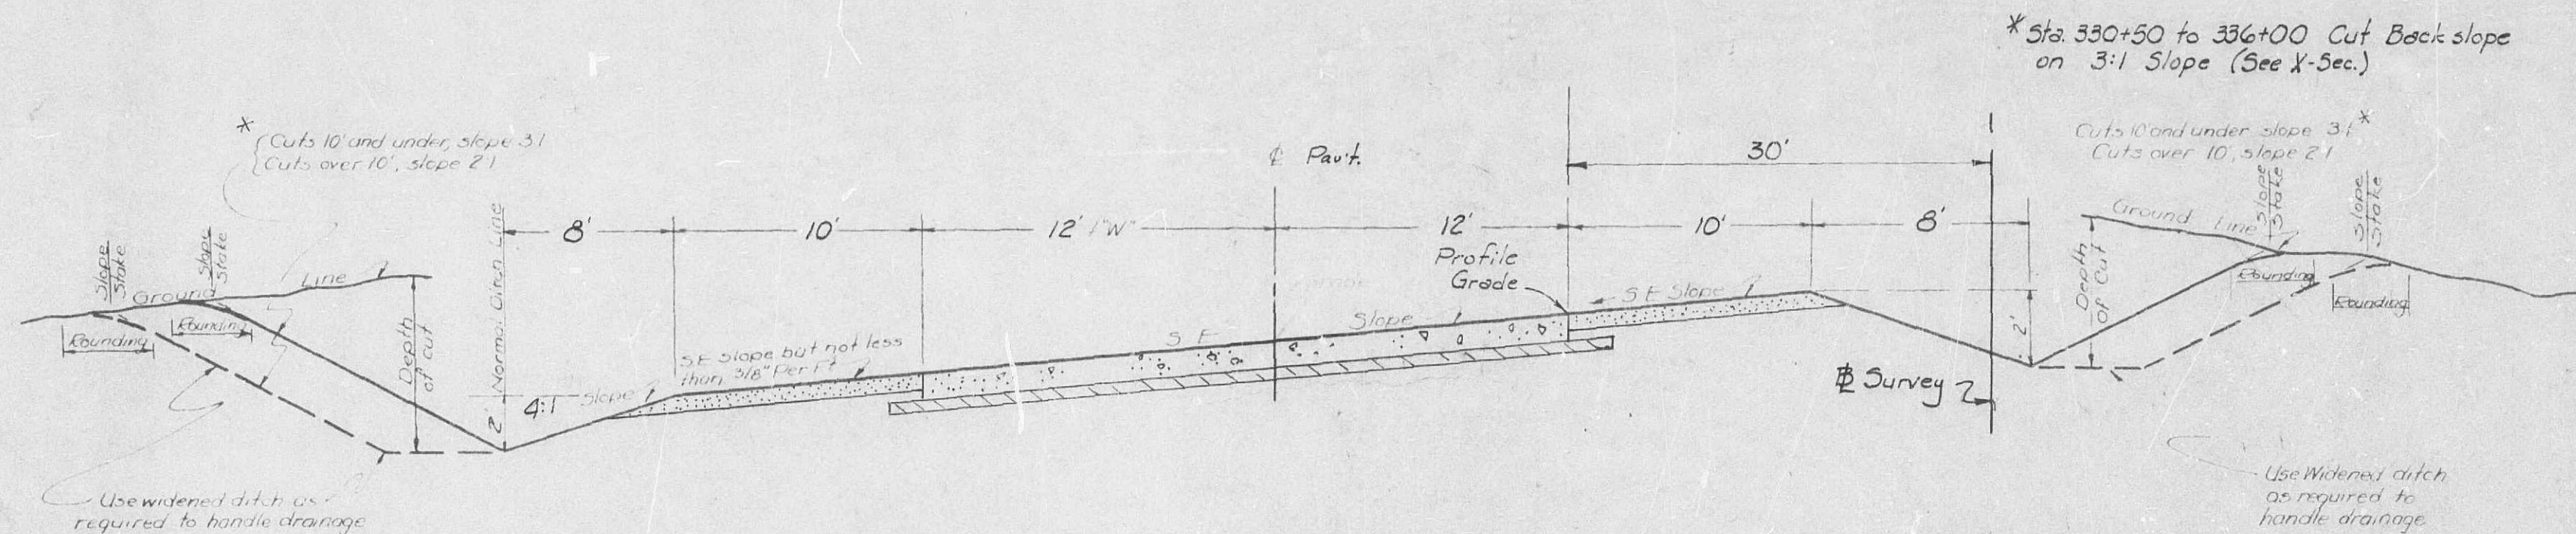 * Sta. 330+50 to 336+00 Cut Back slope
on 3:1 Slope (See X-Sec.)
*
Cuts 10' and under, slope 3:1
Cuts over 10', slope 2:1
℄ Pav't.
30'
Cuts 10' and under slope 3:1 *
Cuts over 10', slope 2:1
8'
10'
12' "W"
12'
10'
8'
Slope
Stake
Slope
Stake
Ground Line
Rounding
Rounding
Depth
of cut
2' Normal Ditch Line
4:1 Slope
SE Slope but not less
than 3/8" Per Ft
S E Slope
Profile
Grade
S E Slope
2'
Depth
of Cut
Ground Line
Slope
Stake
Slope
Stake
Rounding
Rounding
Survey
Use widened ditch as
required to handle drainage
Use Widened ditch
as required to
handle drainage